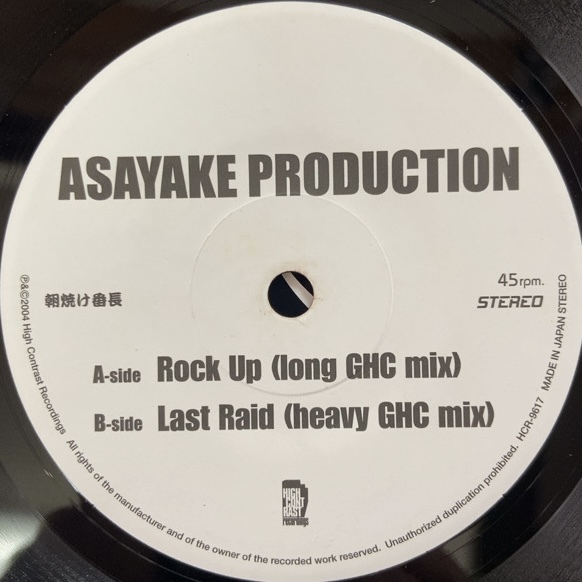 ASAYAKE PRODUCTION
朝焼け番長
45rpm.
STEREO
A-side Rock Up (long GHC mix)
B-side Last Raid (heavy GHC mix)
HIGH
CONT
RAST
recordings
℗&©2004 High Contrast Recordings All rights of the manufacturer and of the owner of the recorded work reserved. Unauthorized duplication prohibited. HCR-9617 MADE IN JAPAN STEREO